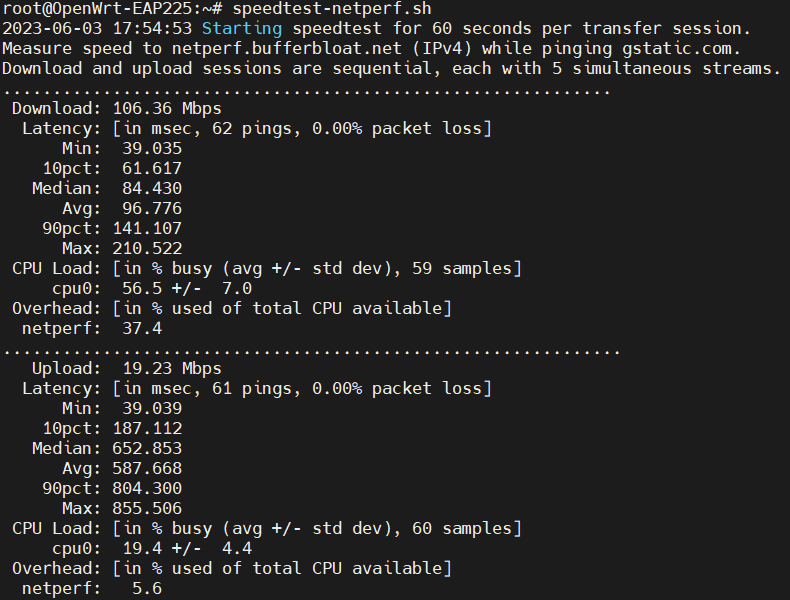 root@OpenWrt-EAP225:~# speedtest-netperf.sh
2023-06-03 17:54:53 Starting speedtest for 60 seconds per transfer session.
Measure speed to netperf.bufferbloat.net (IPv4) while pinging gstatic.com.
Download and upload sessions are sequential, each with 5 simultaneous streams.
.............................................................
 Download: 106.36 Mbps
  Latency: [in msec, 62 pings, 0.00% packet loss]
      Min:  39.035
    10pct:  61.617
   Median:  84.430
      Avg:  96.776
    90pct: 141.107
      Max: 210.522
 CPU Load: [in % busy (avg +/- std dev), 59 samples]
     cpu0:  56.5 +/-  7.0
 Overhead: [in % used of total CPU available]
  netperf:  37.4
..............................................................
   Upload:  19.23 Mbps
  Latency: [in msec, 61 pings, 0.00% packet loss]
      Min:  39.039
    10pct: 187.112
   Median: 652.853
      Avg: 587.668
    90pct: 804.300
      Max: 855.506
 CPU Load: [in % busy (avg +/- std dev), 60 samples]
     cpu0:  19.4 +/-  4.4
 Overhead: [in % used of total CPU available]
  netperf:   5.6